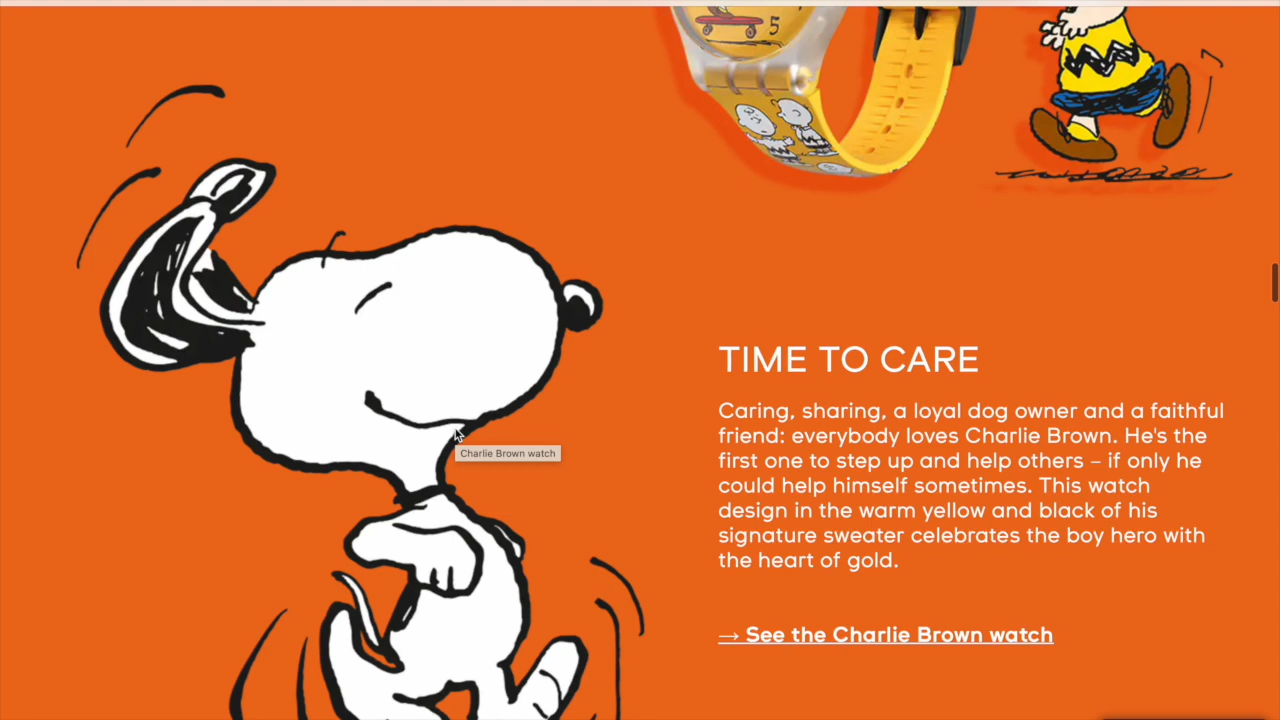 5
TIME TO CARE
Caring, sharing, a loyal dog owner and a faithful
friend: everybody loves Charlie Brown. He's the
first one to step up and help others – if only he
could help himself sometimes. This watch
design in the warm yellow and black of his
signature sweater celebrates the boy hero with
the heart of gold.
Charlie Brown watch
→ See the Charlie Brown watch